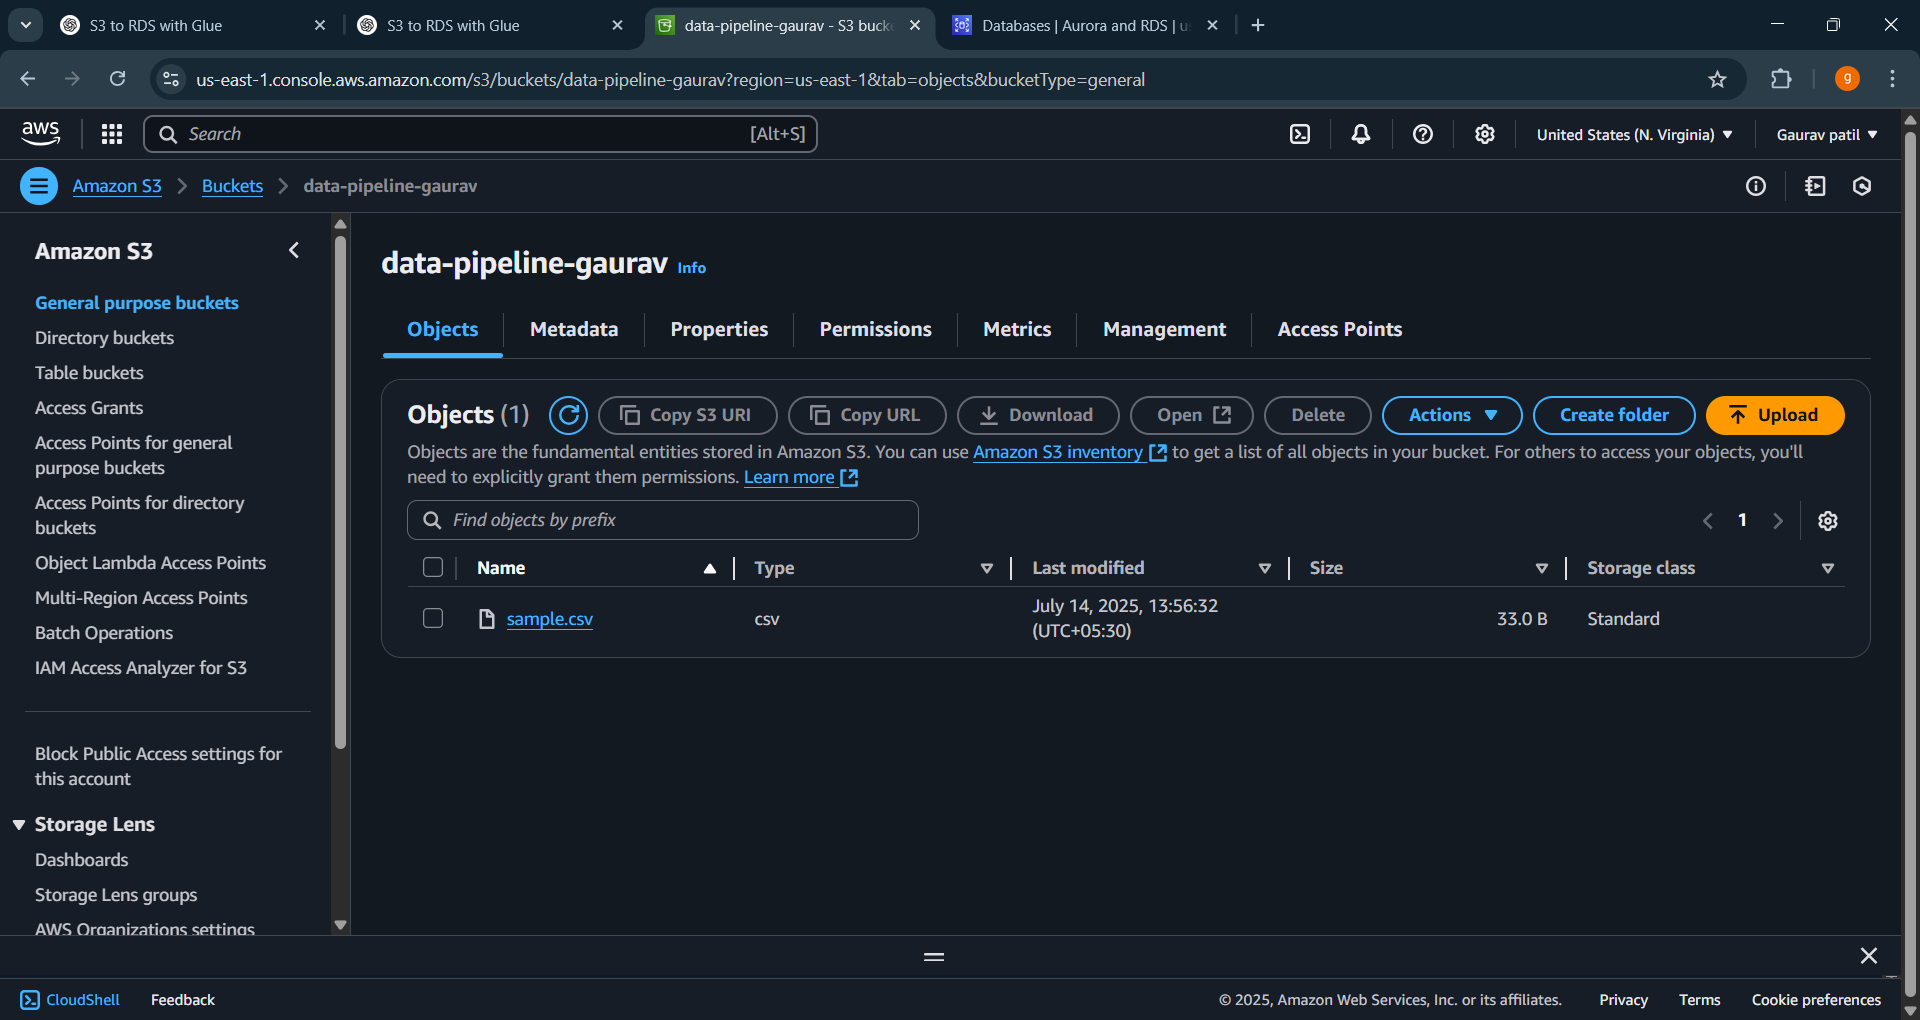 S3 to RDS with Glue
S3 to RDS with Glue
data-pipeline-gaurav - S3 buck
Databases | Aurora and RDS | u
us-east-1.console.aws.amazon.com/s3/buckets/data-pipeline-gaurav?region=us-east-1&tab=objects&bucketType=general
g
aws
Search
[Alt+S]
United States (N. Virginia)
Gaurav patil
Amazon S3
Buckets
data-pipeline-gaurav
Amazon S3
General purpose buckets
Directory buckets
Table buckets
Access Grants
Access Points for general
purpose buckets
Access Points for directory
buckets
Object Lambda Access Points
Multi-Region Access Points
Batch Operations
IAM Access Analyzer for S3
Block Public Access settings for
this account
Storage Lens
Dashboards
Storage Lens groups
AWS Organizations settings
data-pipeline-gaurav Info
Objects
Metadata
Properties
Permissions
Metrics
Management
Access Points
Objects (1)
Copy S3 URI
Copy URL
Download
Open
Delete
Actions
Create folder
Upload
Objects are the fundamental entities stored in Amazon S3. You can use Amazon S3 inventory to get a list of all objects in your bucket. For others to access your objects, you'll
need to explicitly grant them permissions. Learn more
Find objects by prefix
1
Name
Type
Last modified
Size
Storage class
sample.csv
csv
July 14, 2025, 13:56:32
(UTC+05:30)
33.0 B
Standard
CloudShell
Feedback
© 2025, Amazon Web Services, Inc. or its affiliates.
Privacy
Terms
Cookie preferences